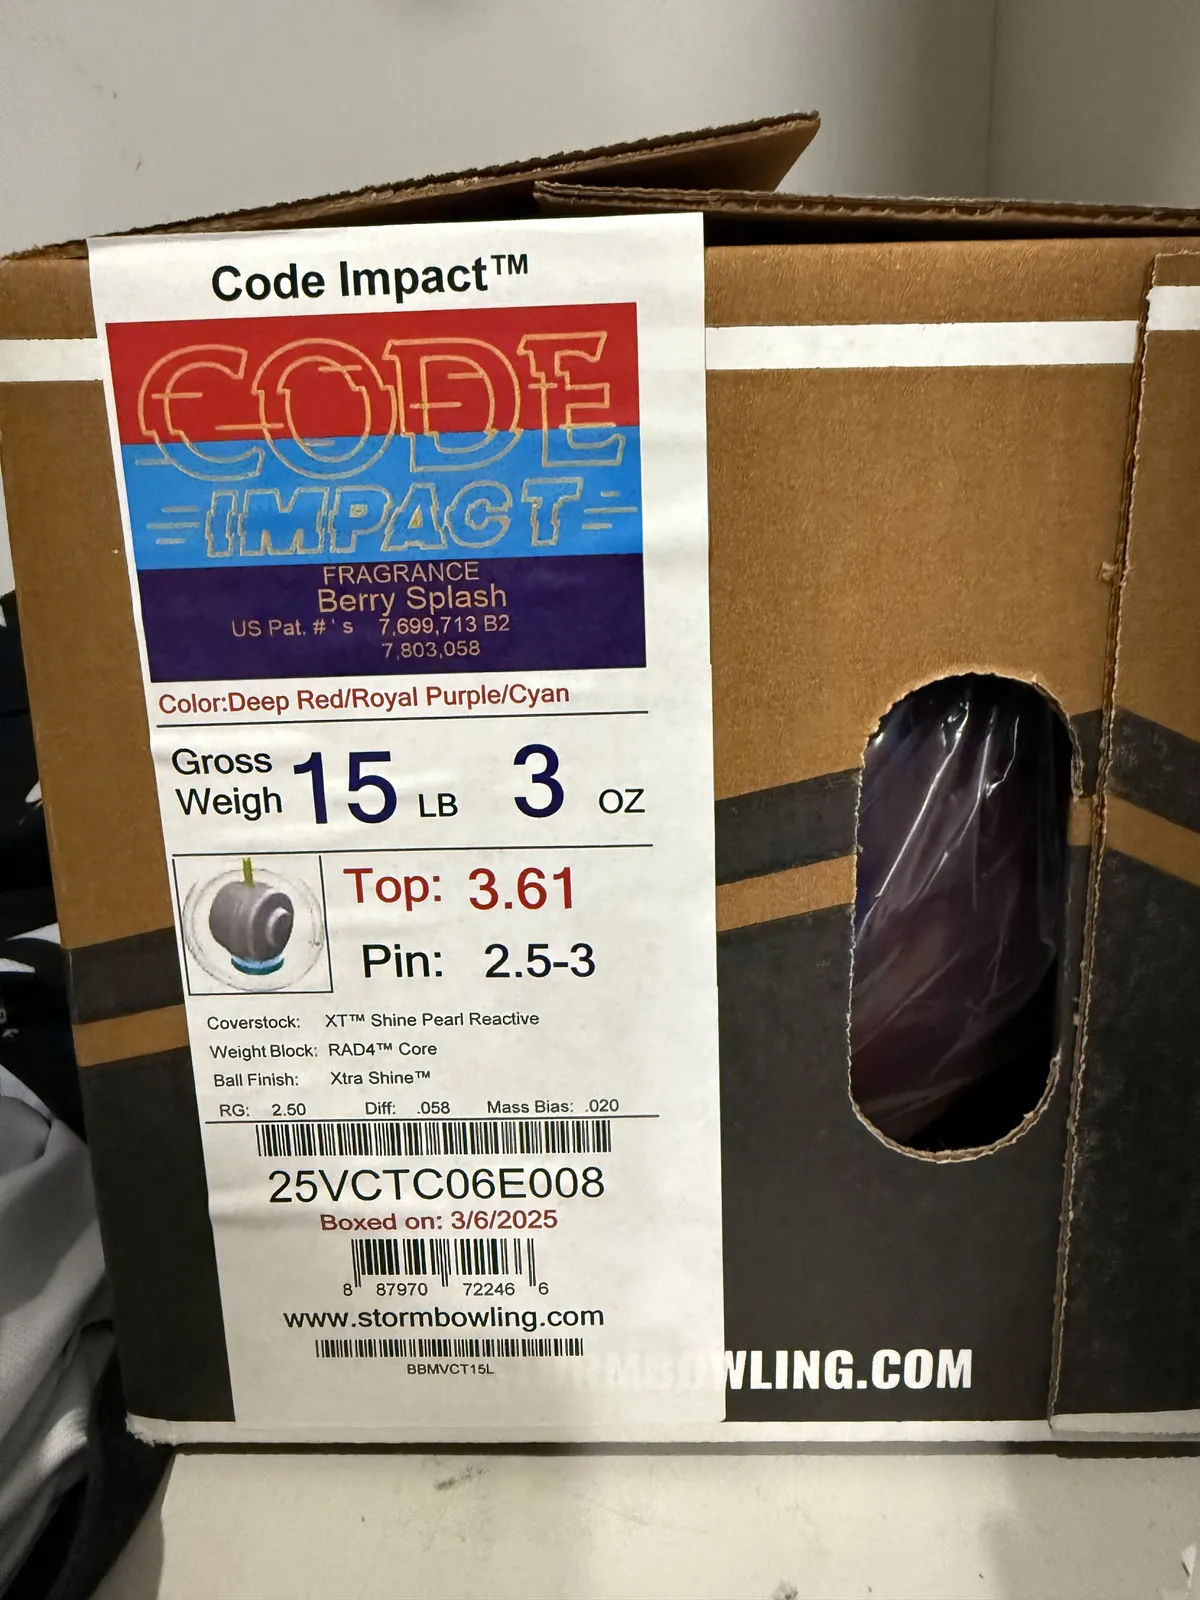 Code Impact™
CODE
IMPACT
FRAGRANCE
Berry Splash
US Pat. #'s 7,699,713 B2
7,803,058
Color:Deep Red/Royal Purple/Cyan
Gross
Weigh 15 LB 3 OZ
Top: 3.61
Pin: 2.5-3
Coverstock: XT™ Shine Pearl Reactive
Weight Block: RAD4™ Core
Ball Finish: Xtra Shine™
RG: 2.50 Diff: .058 Mass Bias: .020
25VCTC06E008
Boxed on: 3/6/2025
8 87970 72246 6
www.stormbowling.com
BBMVCT15L
RMBOWLING.COM